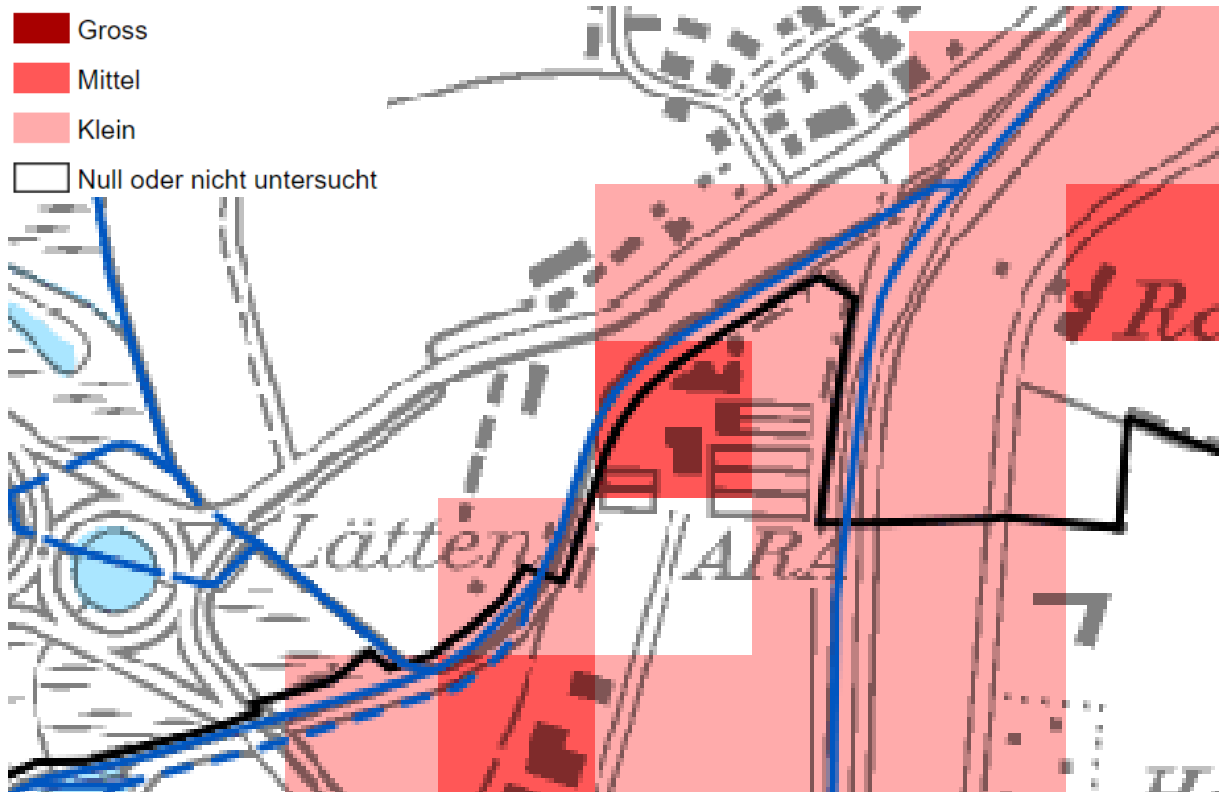 Gross
Mittel
Klein
Null oder nicht untersucht
Lätten
ARA